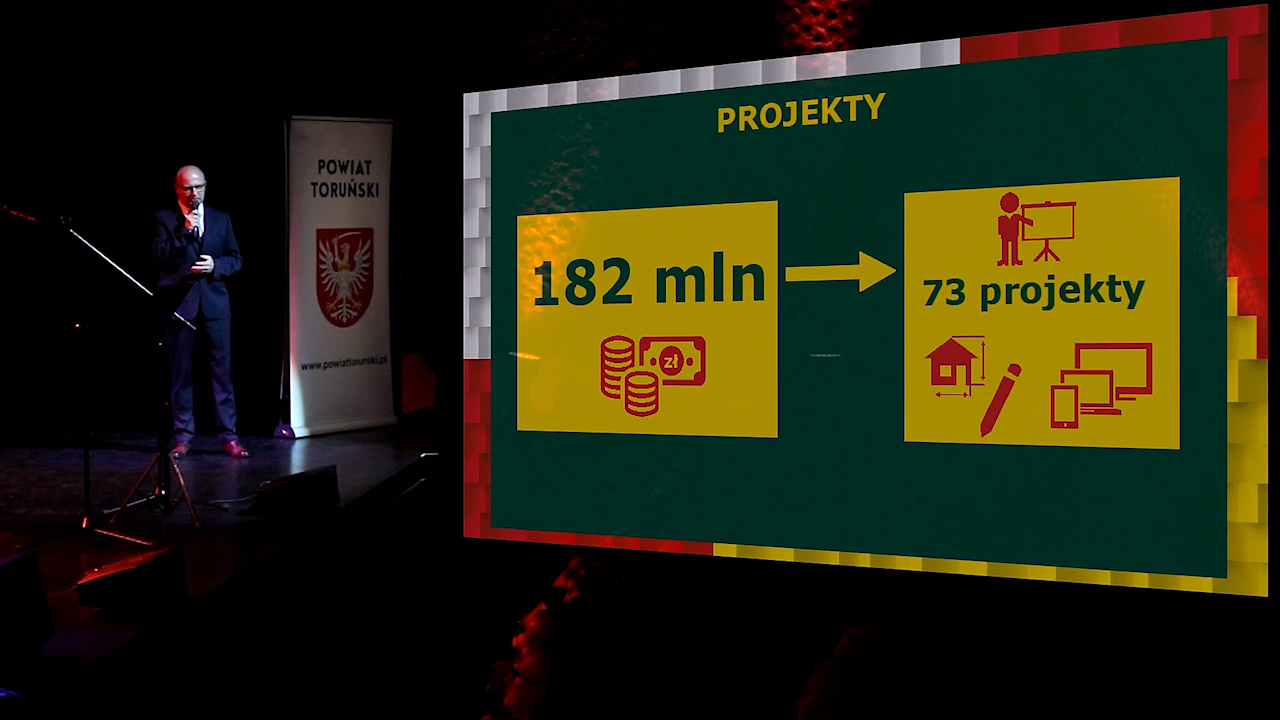 POWIAT
TORUŃSKI
www.powiattorunski.pl
PROJEKTY
182 mln
zł
73 projekty